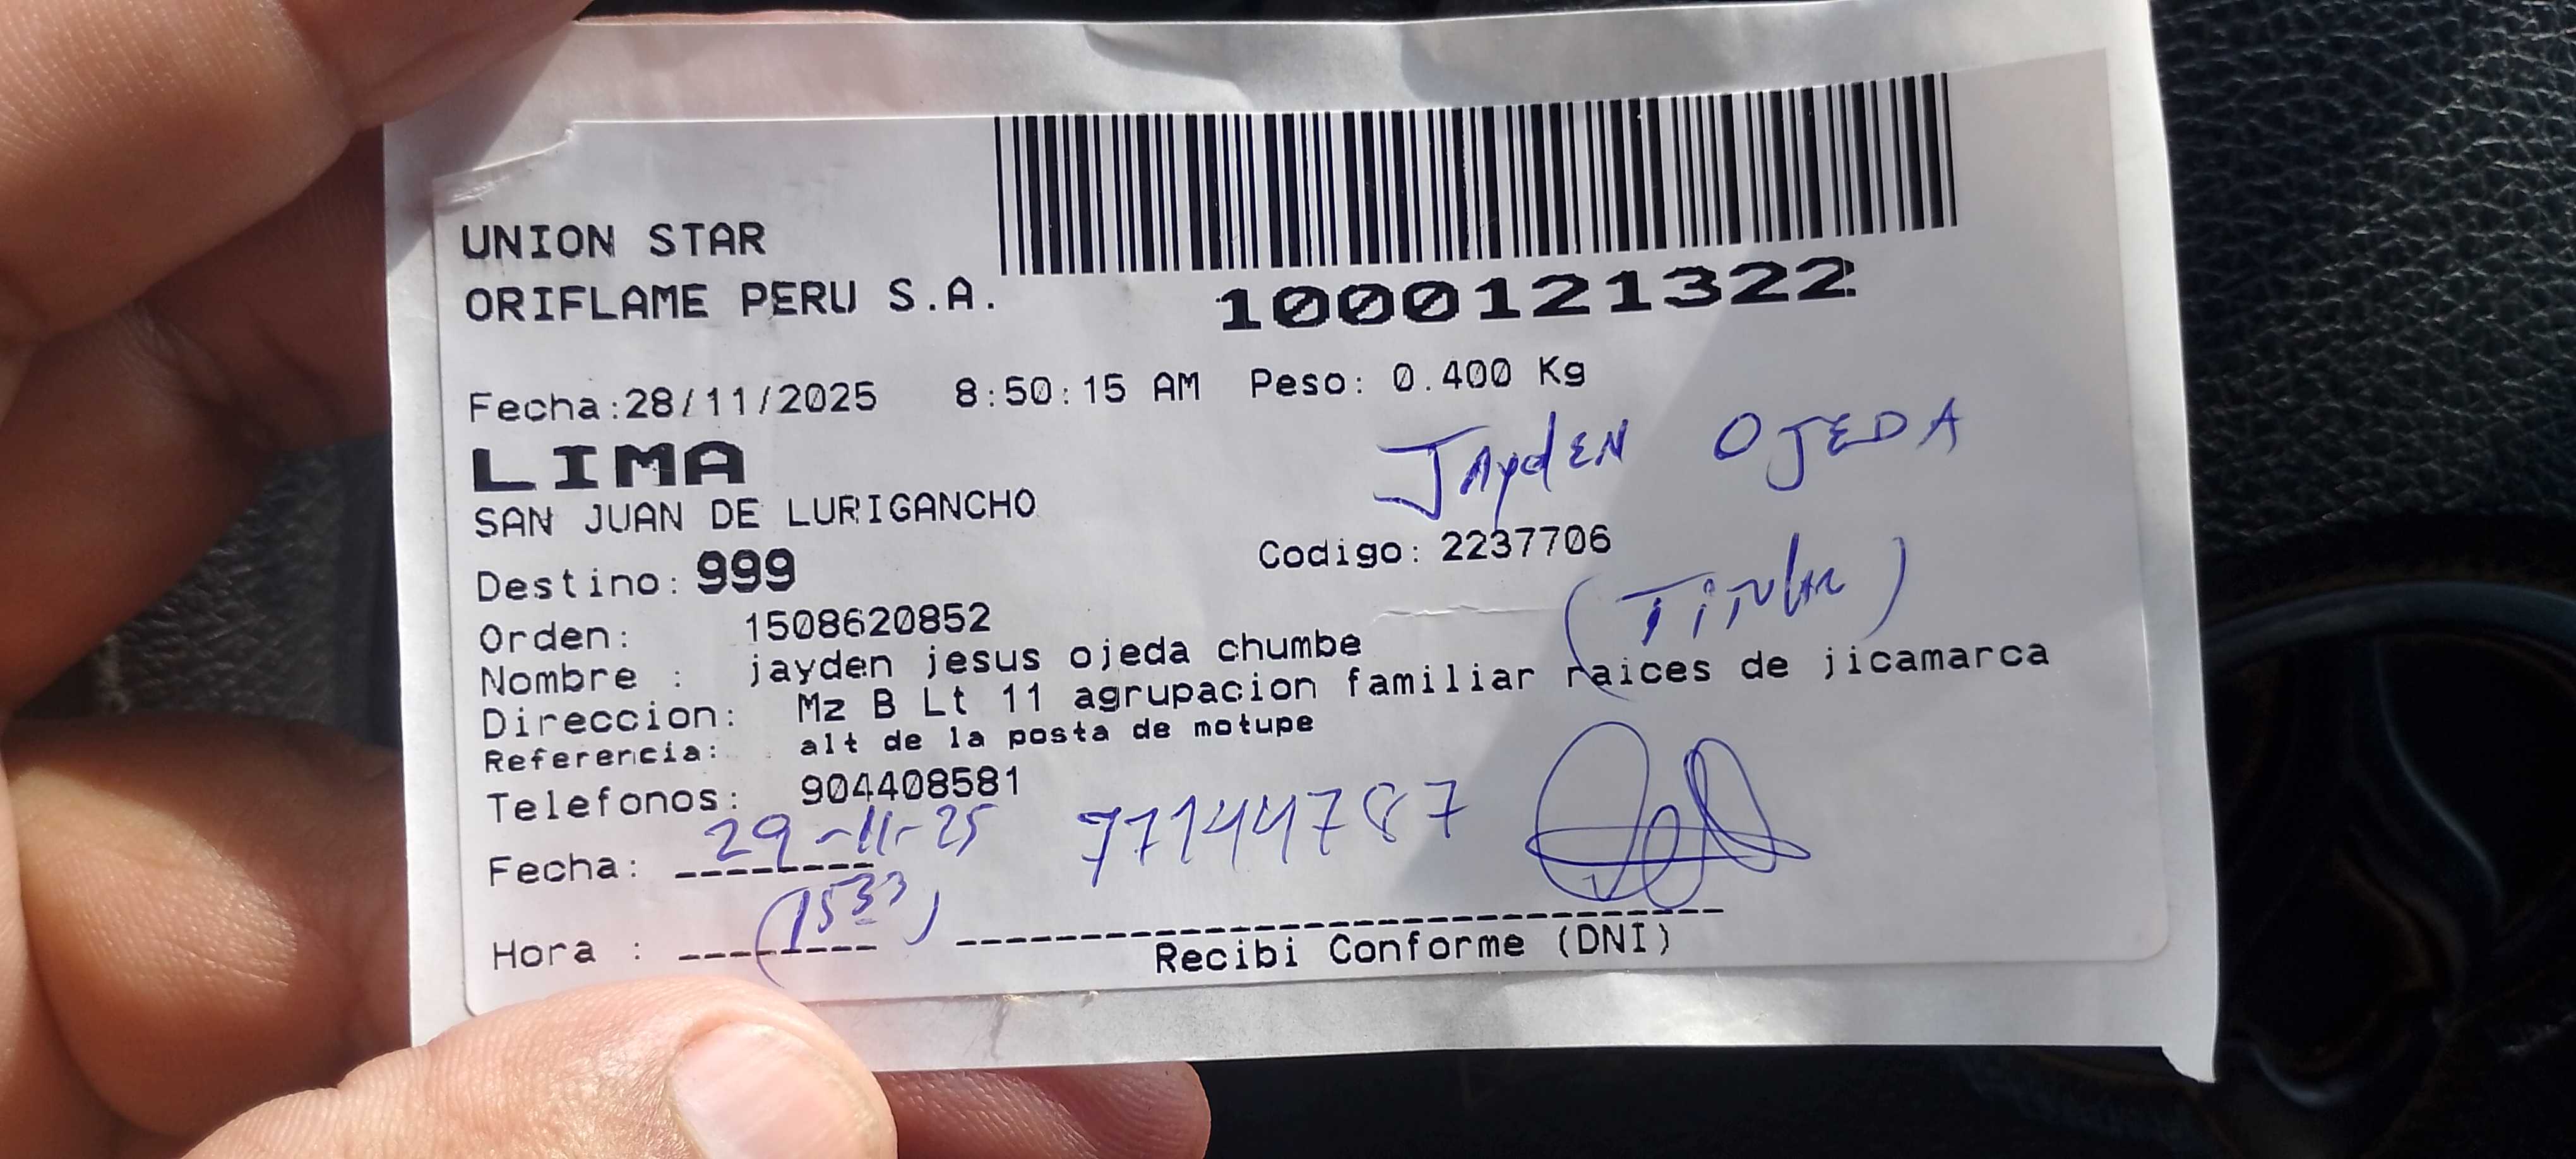 UNION STAR
ORIFLAME PERU S.A.
1000121322
Fecha:28/11/2025 8:50:15 AM Peso: 0.400 Kg
LIMA
JAydEN OJEDA
SAN JUAN DE LURIGANCHO
Codigo: 2237706
Destino: 999
(TiTulAR)
Orden: 1508620852
Nombre : jayden jesus ojeda chumbe
Direccion: Mz B Lt 11 agrupacion familiar raices de jicamarca
Referencia: alt de la posta de motupe
Telefonos: 904408581
Fecha: 29-11-25 77144787
Hora : (1533)
Recibi Conforme (DNI)